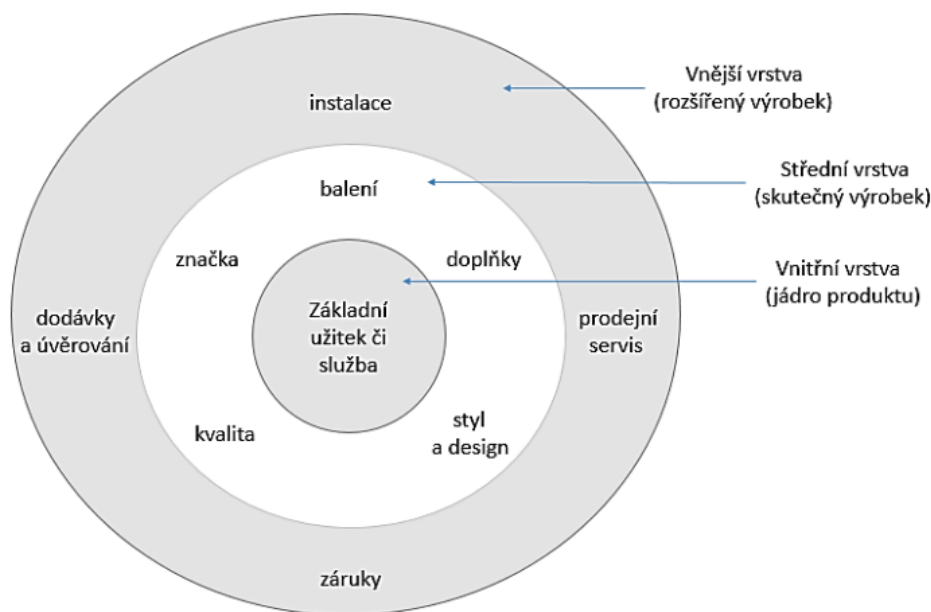 Vnější vrstva
(rozšířený výrobek)
instalace
Střední vrstva
(skutečný výrobek)
balení
značka
doplňky
Vnitřní vrstva
(jádro produktu)
Základní
užitek či
služba
dodávky
a úvěrování
prodejní
servis
kvalita
styl
a design
záruky